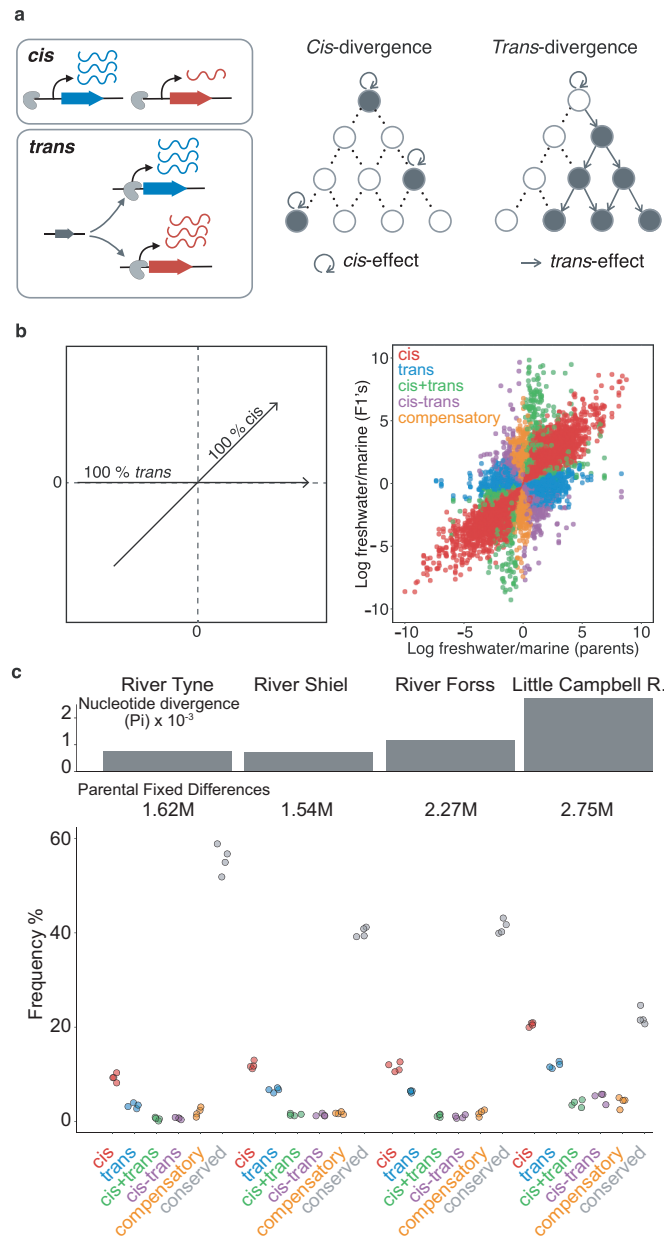 a
cis
trans
Cis-divergence
Trans-divergence
cis-effect
trans-effect
b
0
100 % trans
100 % cis
0
cis
trans
cis+trans
cis-trans
compensatory
Log freshwater/marine (F1's)
10
5
0
-5
-10
-10
-5
0
5
10
Log freshwater/marine (parents)
c
River Tyne
River Shiel
River Forss
Little Campbell R.
Nucleotide divergence
(Pi) x 10-3
2
1
0
Parental Fixed Differences
1.62M
1.54M
2.27M
2.75M
Frequency %
60
40
20
0
cis
trans
cis+trans
cis-trans
compensatory
conserved
cis
trans
cis+trans
cis-trans
compensatory
conserved
cis
trans
cis+trans
cis-trans
compensatory
conserved
cis
trans
cis+trans
cis-trans
compensatory
conserved